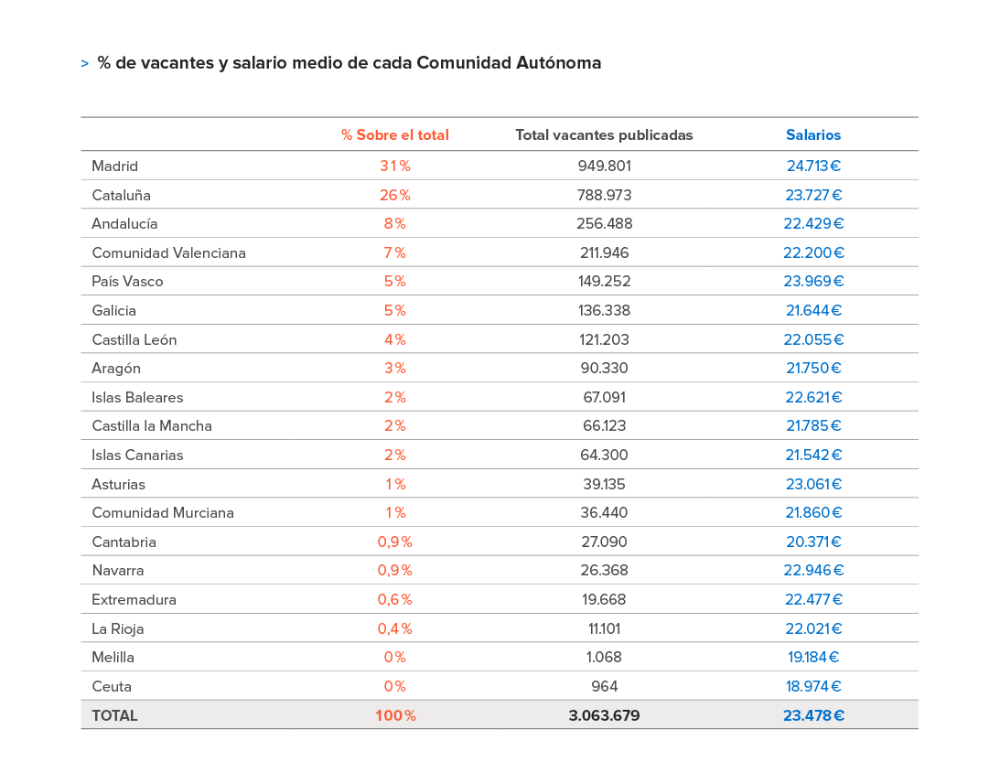 > % de vacantes y salario medio de cada Comunidad Autónoma
% Sobre el total Total vacantes publicadas Salarios
Madrid 31% 949.801 24.713€
Cataluña 26% 788.973 23.727€
Andalucía 8% 256.488 22.429€
Comunidad Valenciana 7% 211.946 22.200€
País Vasco 5% 149.252 23.969€
Galicia 5% 136.338 21.644€
Castilla León 4% 121.203 22.055€
Aragón 3% 90.330 21.750€
Islas Baleares 2% 67.091 22.621€
Castilla la Mancha 2% 66.123 21.785€
Islas Canarias 2% 64.300 21.542€
Asturias 1% 39.135 23.061€
Comunidad Murciana 1% 36.440 21.860€
Cantabria 0,9% 27.090 20.371€
Navarra 0,9% 26.368 22.946€
Extremadura 0,6% 19.668 22.477€
La Rioja 0,4% 11.101 22.021€
Melilla 0% 1.068 19.184€
Ceuta 0% 964 18.974€
TOTAL 100% 3.063.679 23.478€